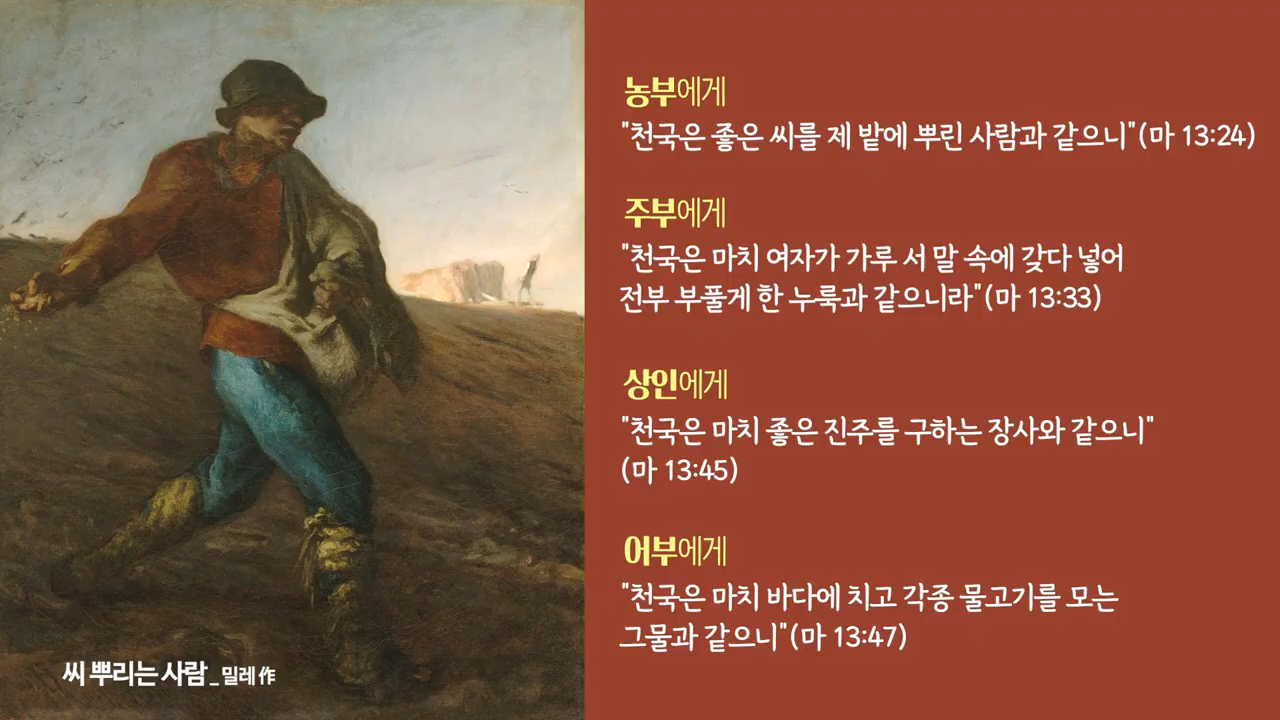 농부에게
"천국은 좋은 씨를 제 밭에 뿌린 사람과 같으니"(마 13:24)
주부에게
"천국은 마치 여자가 가루 서 말 속에 갖다 넣어
전부 부풀게 한 누룩과 같으니라"(마 13:33)
상인에게
"천국은 마치 좋은 진주를 구하는 장사와 같으니"
(마 13:45)
어부에게
"천국은 마치 바다에 치고 각종 물고기를 모는
그물과 같으니"(마 13:47)
씨 뿌리는 사람_밀레 作